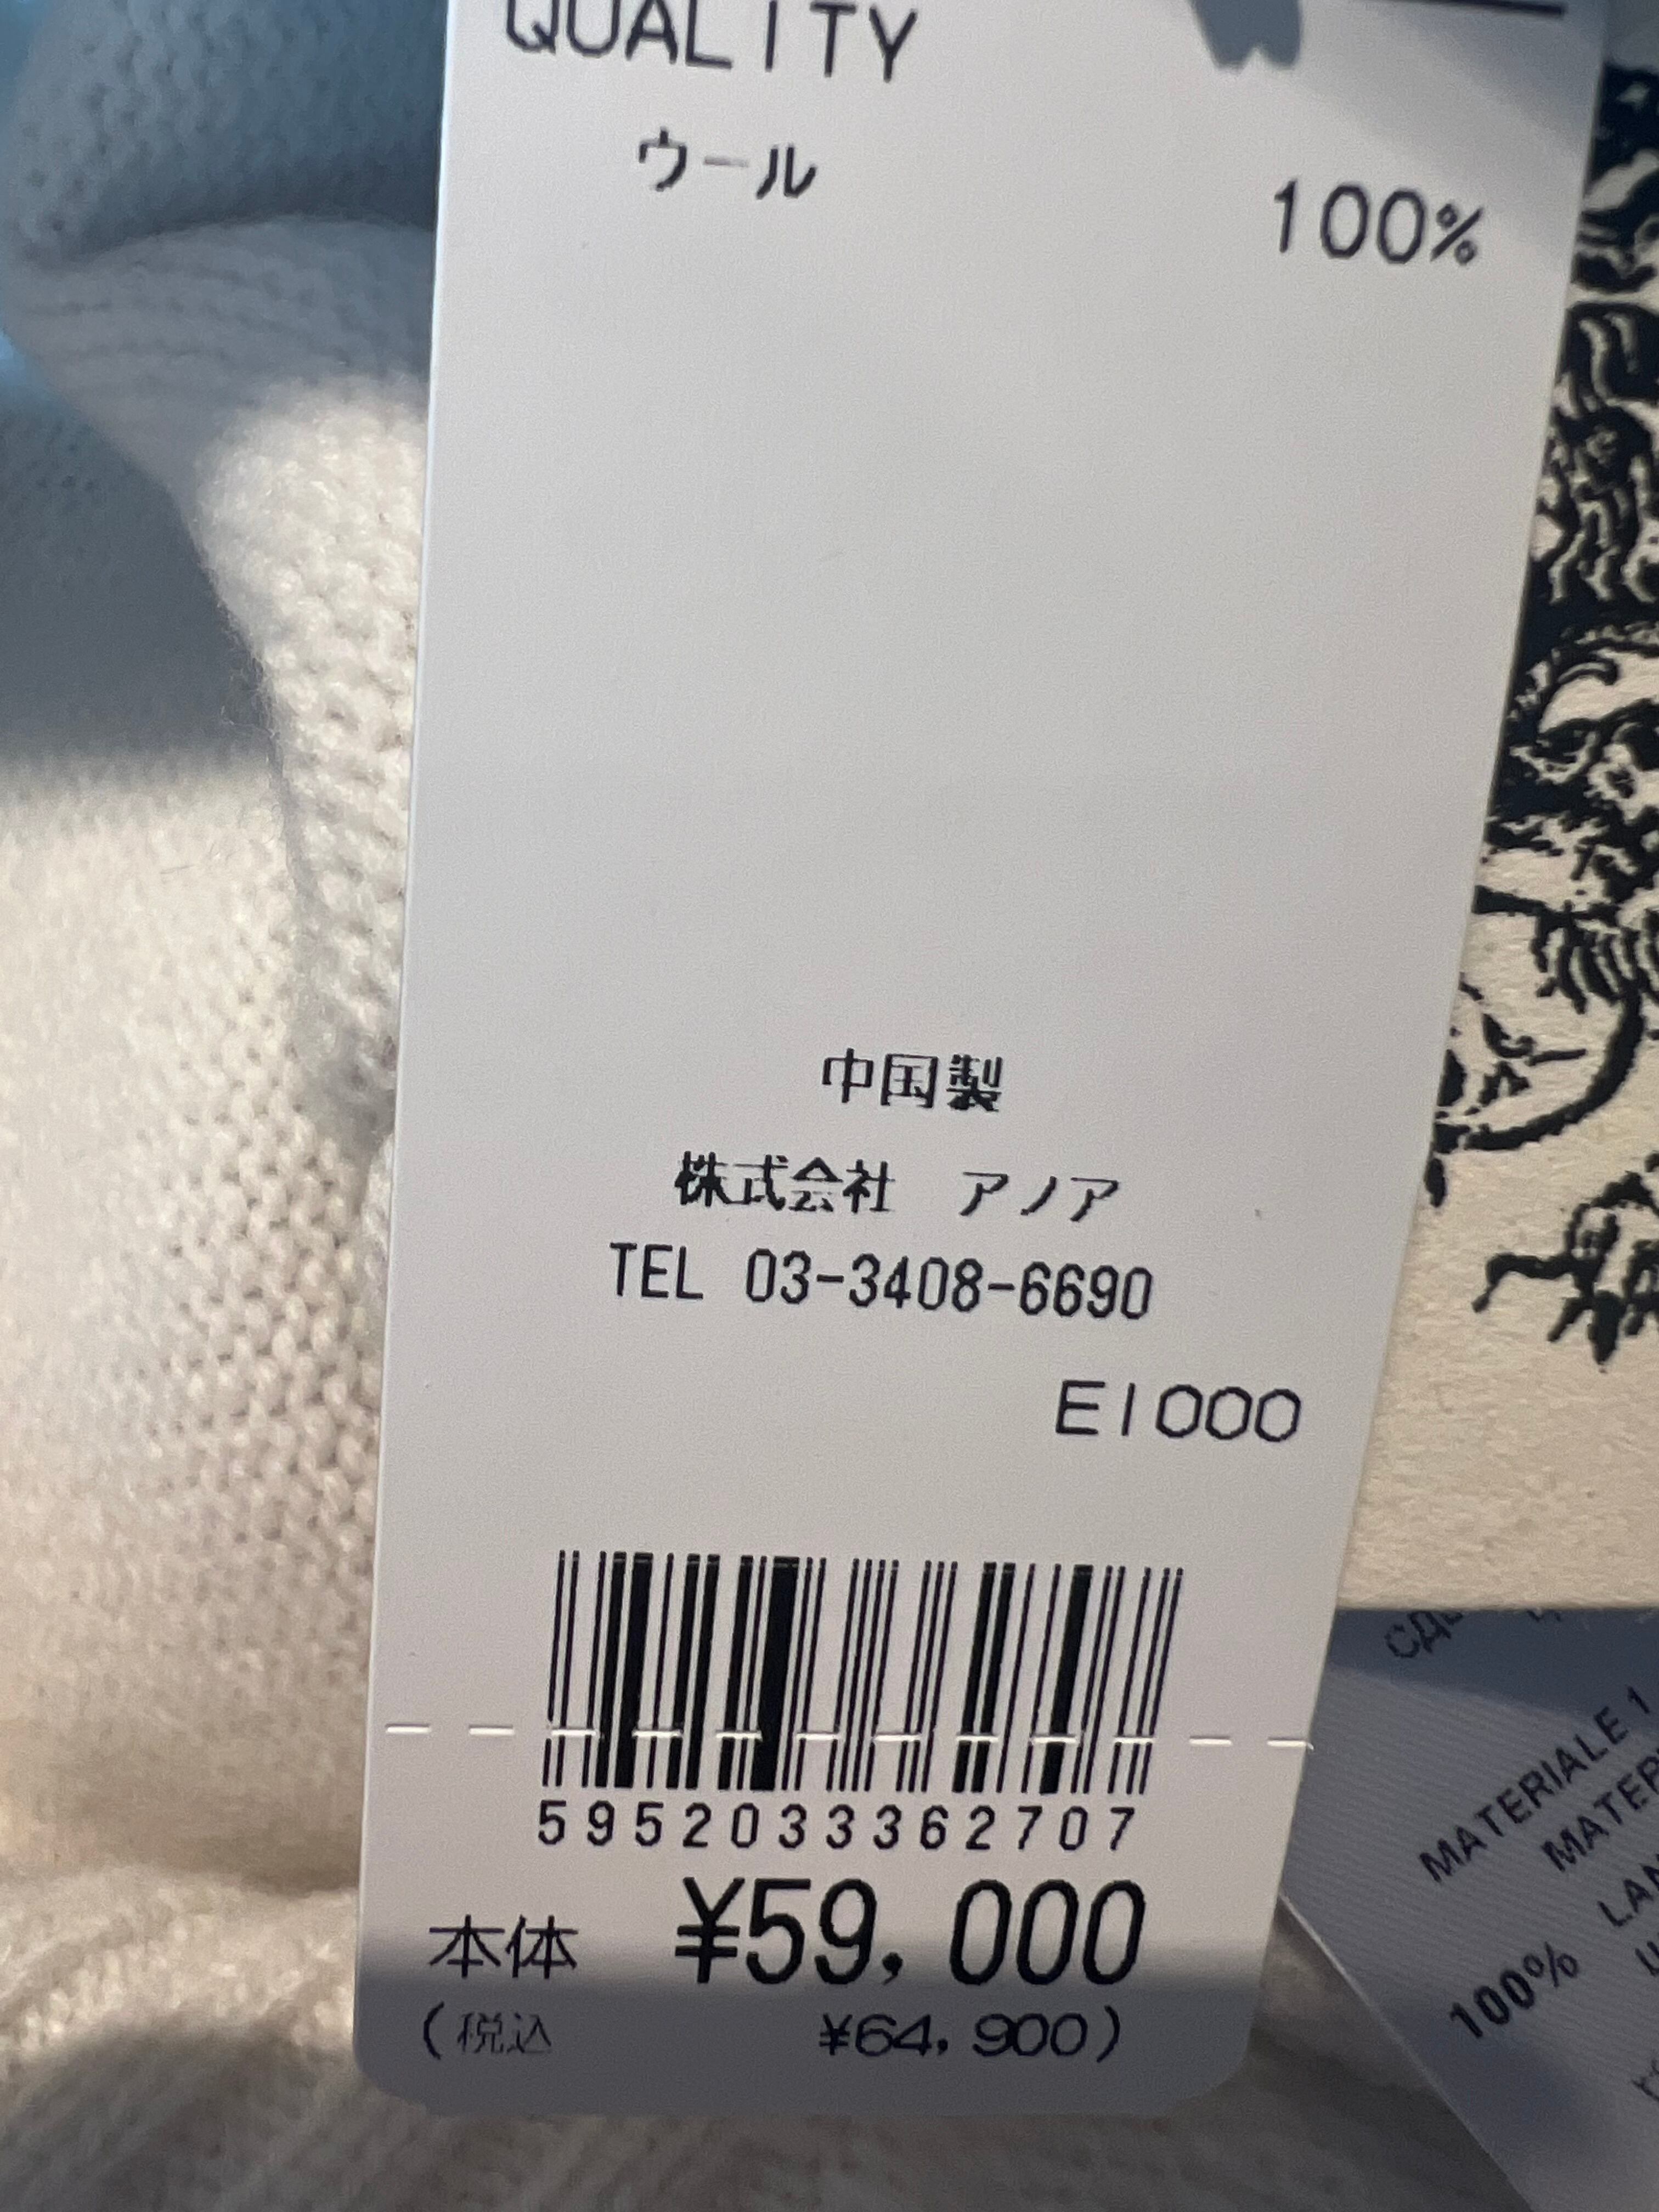 QUALITY
ウール
100%
中国製
株式会社 アノア
TEL 03-3408-6690
E1000
5952033362707
本体 ¥59,000
(税込 ¥64,900)
MATERIALE 1
100%